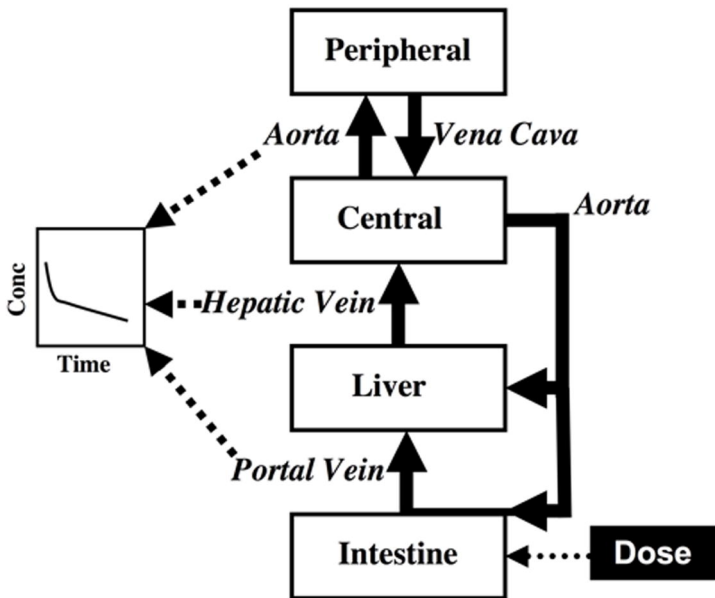 Peripheral
Aorta
Vena Cava
Central
Aorta
Conc
Hepatic Vein
Time
Liver
Portal Vein
Intestine
Dose